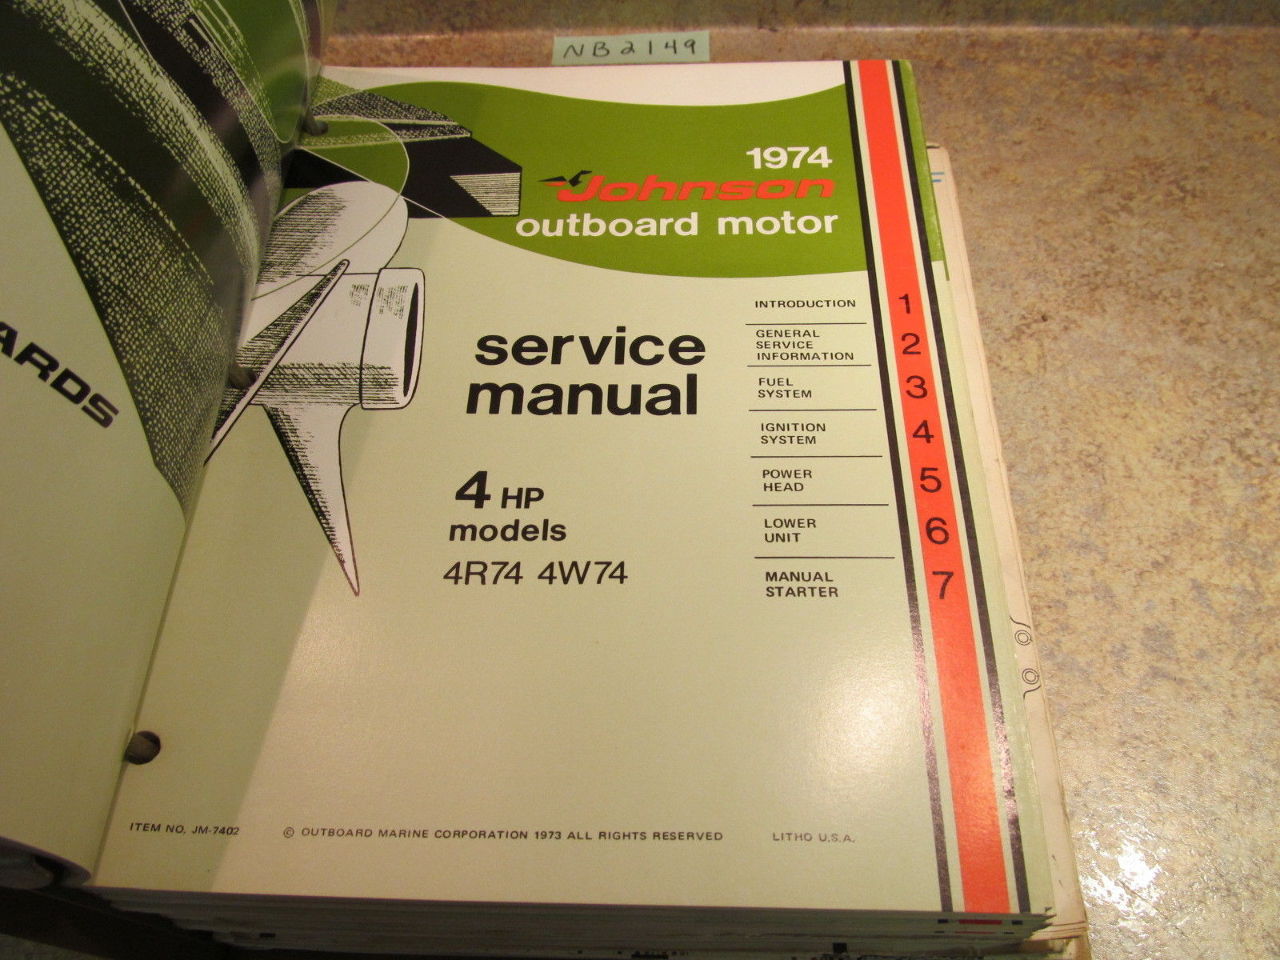 NB2149
1974
Johnson
outboard motor
service
manual
4 HP
models
4R74 4W74
INTRODUCTION 1
GENERAL
SERVICE
INFORMATION 2
FUEL
SYSTEM 3
IGNITION
SYSTEM 4
POWER
HEAD 5
LOWER
UNIT 6
MANUAL
STARTER 7
ITEM NO. JM-7402
© OUTBOARD MARINE CORPORATION 1973 ALL RIGHTS RESERVED
LITHO U.S.A.